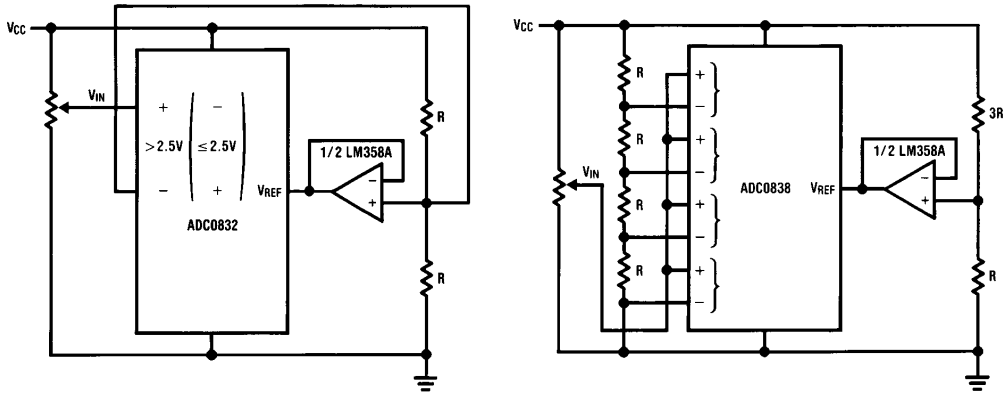 VCC
VIN
+
−
> 2.5V
≤ 2.5V
−
+
ADC0832
VREF
1/2 LM358A
−
+
R
R
VCC
VIN
R
R
R
R
+
−
+
−
+
−
+
−
ADC0838
VREF
1/2 LM358A
−
+
3R
R